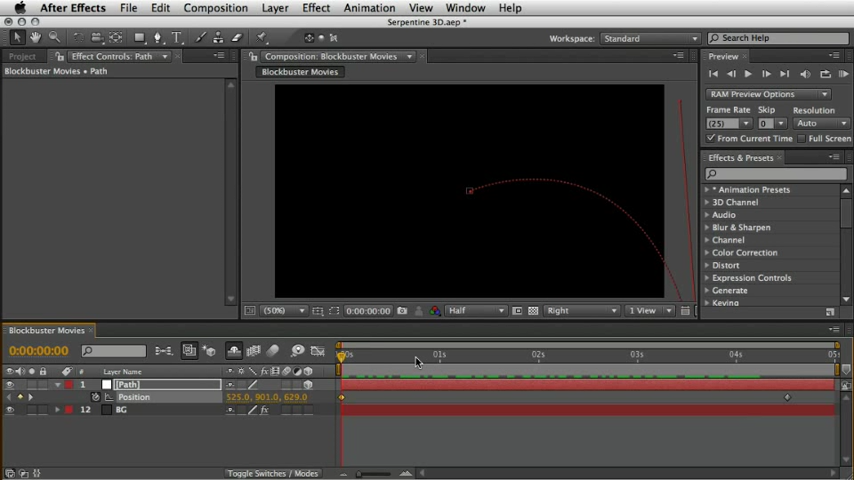 After Effects File Edit Composition Layer Effect Animation View Window Help
Serpentine 3D.aep *
Workspace: Standard Search Help
Project Effect Controls: Path Composition: Blockbuster Movies Preview
Blockbuster Movies • Path Blockbuster Movies
RAM Preview Options
Frame Rate Skip Resolution
(25) 0 Auto
From Current Time Full Screen
Effects & Presets
* Animation Presets
3D Channel
Audio
Blur & Sharpen
Channel
Color Correction
Distort
Expression Controls
Generate
Keying
(50%) 0:00:00:00 Half Right 1 View
Blockbuster Movies
0:00:00:00 00s 01s 02s 03s 04s 05s
# Layer Name
1 [Path]
Position 525.0, 901.0, 629.0
12 BG
Toggle Switches / Modes